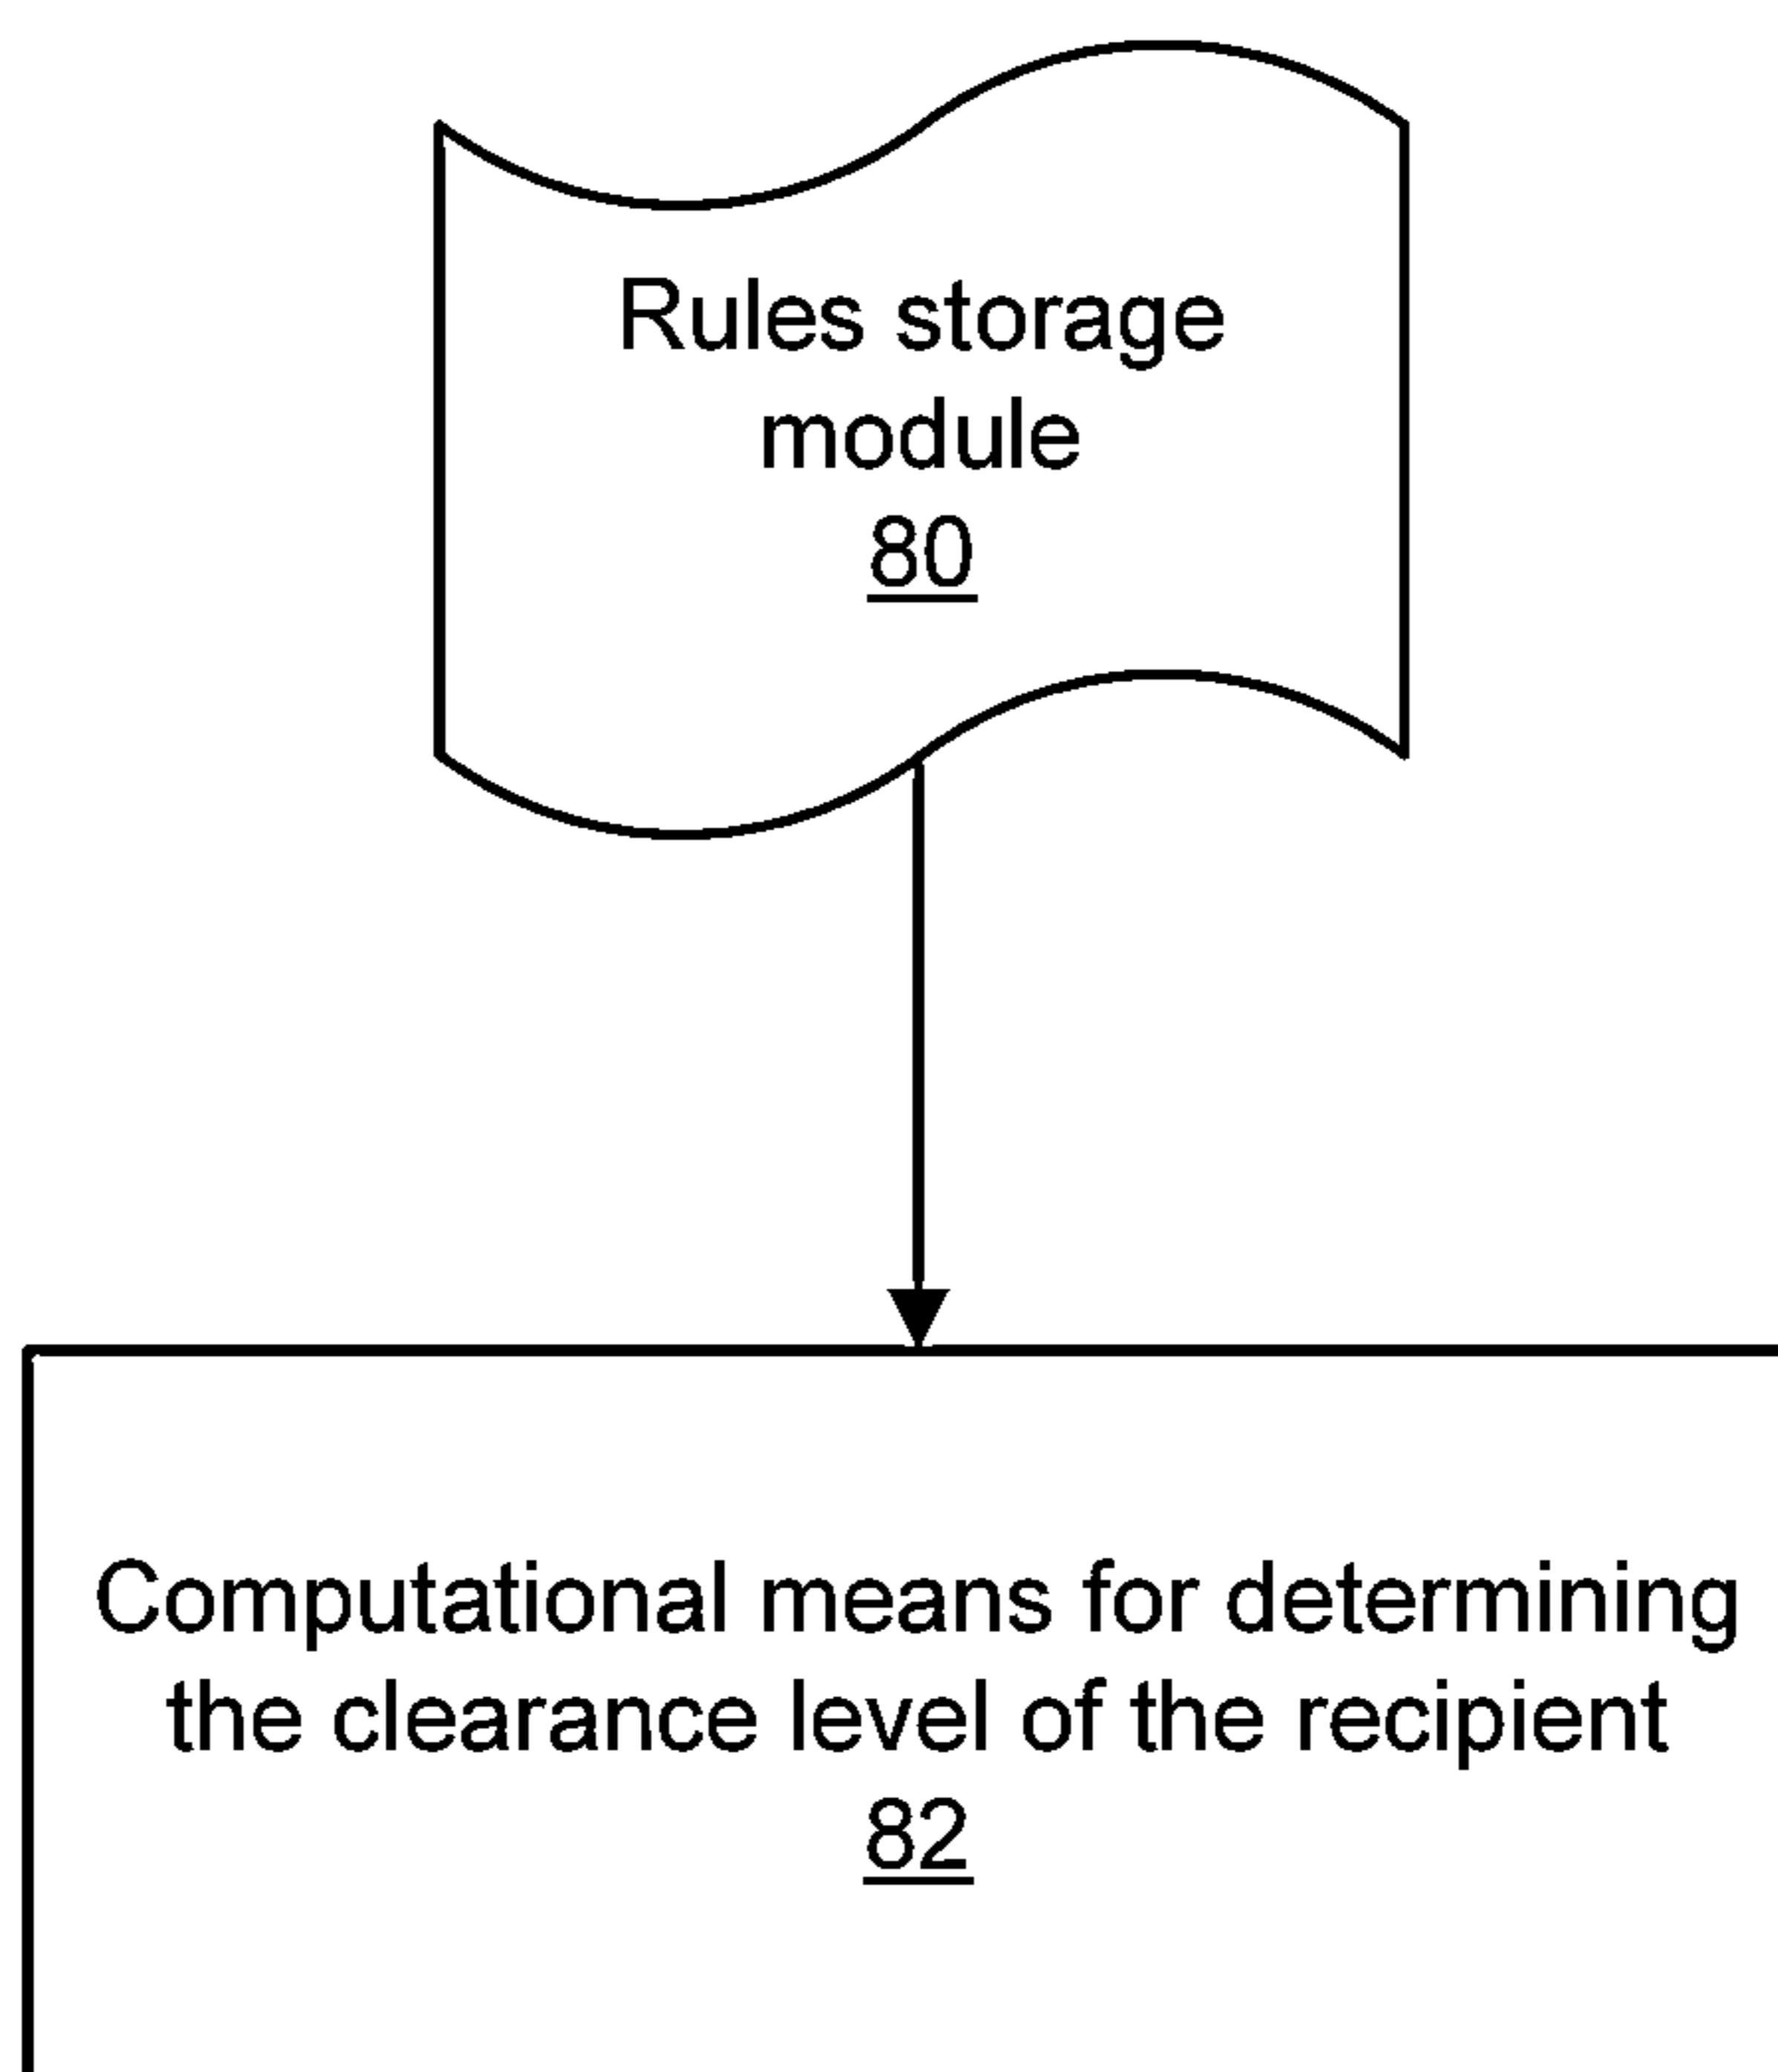 Rules storage
module
80
Computational means for determining
the clearance level of the recipient
82